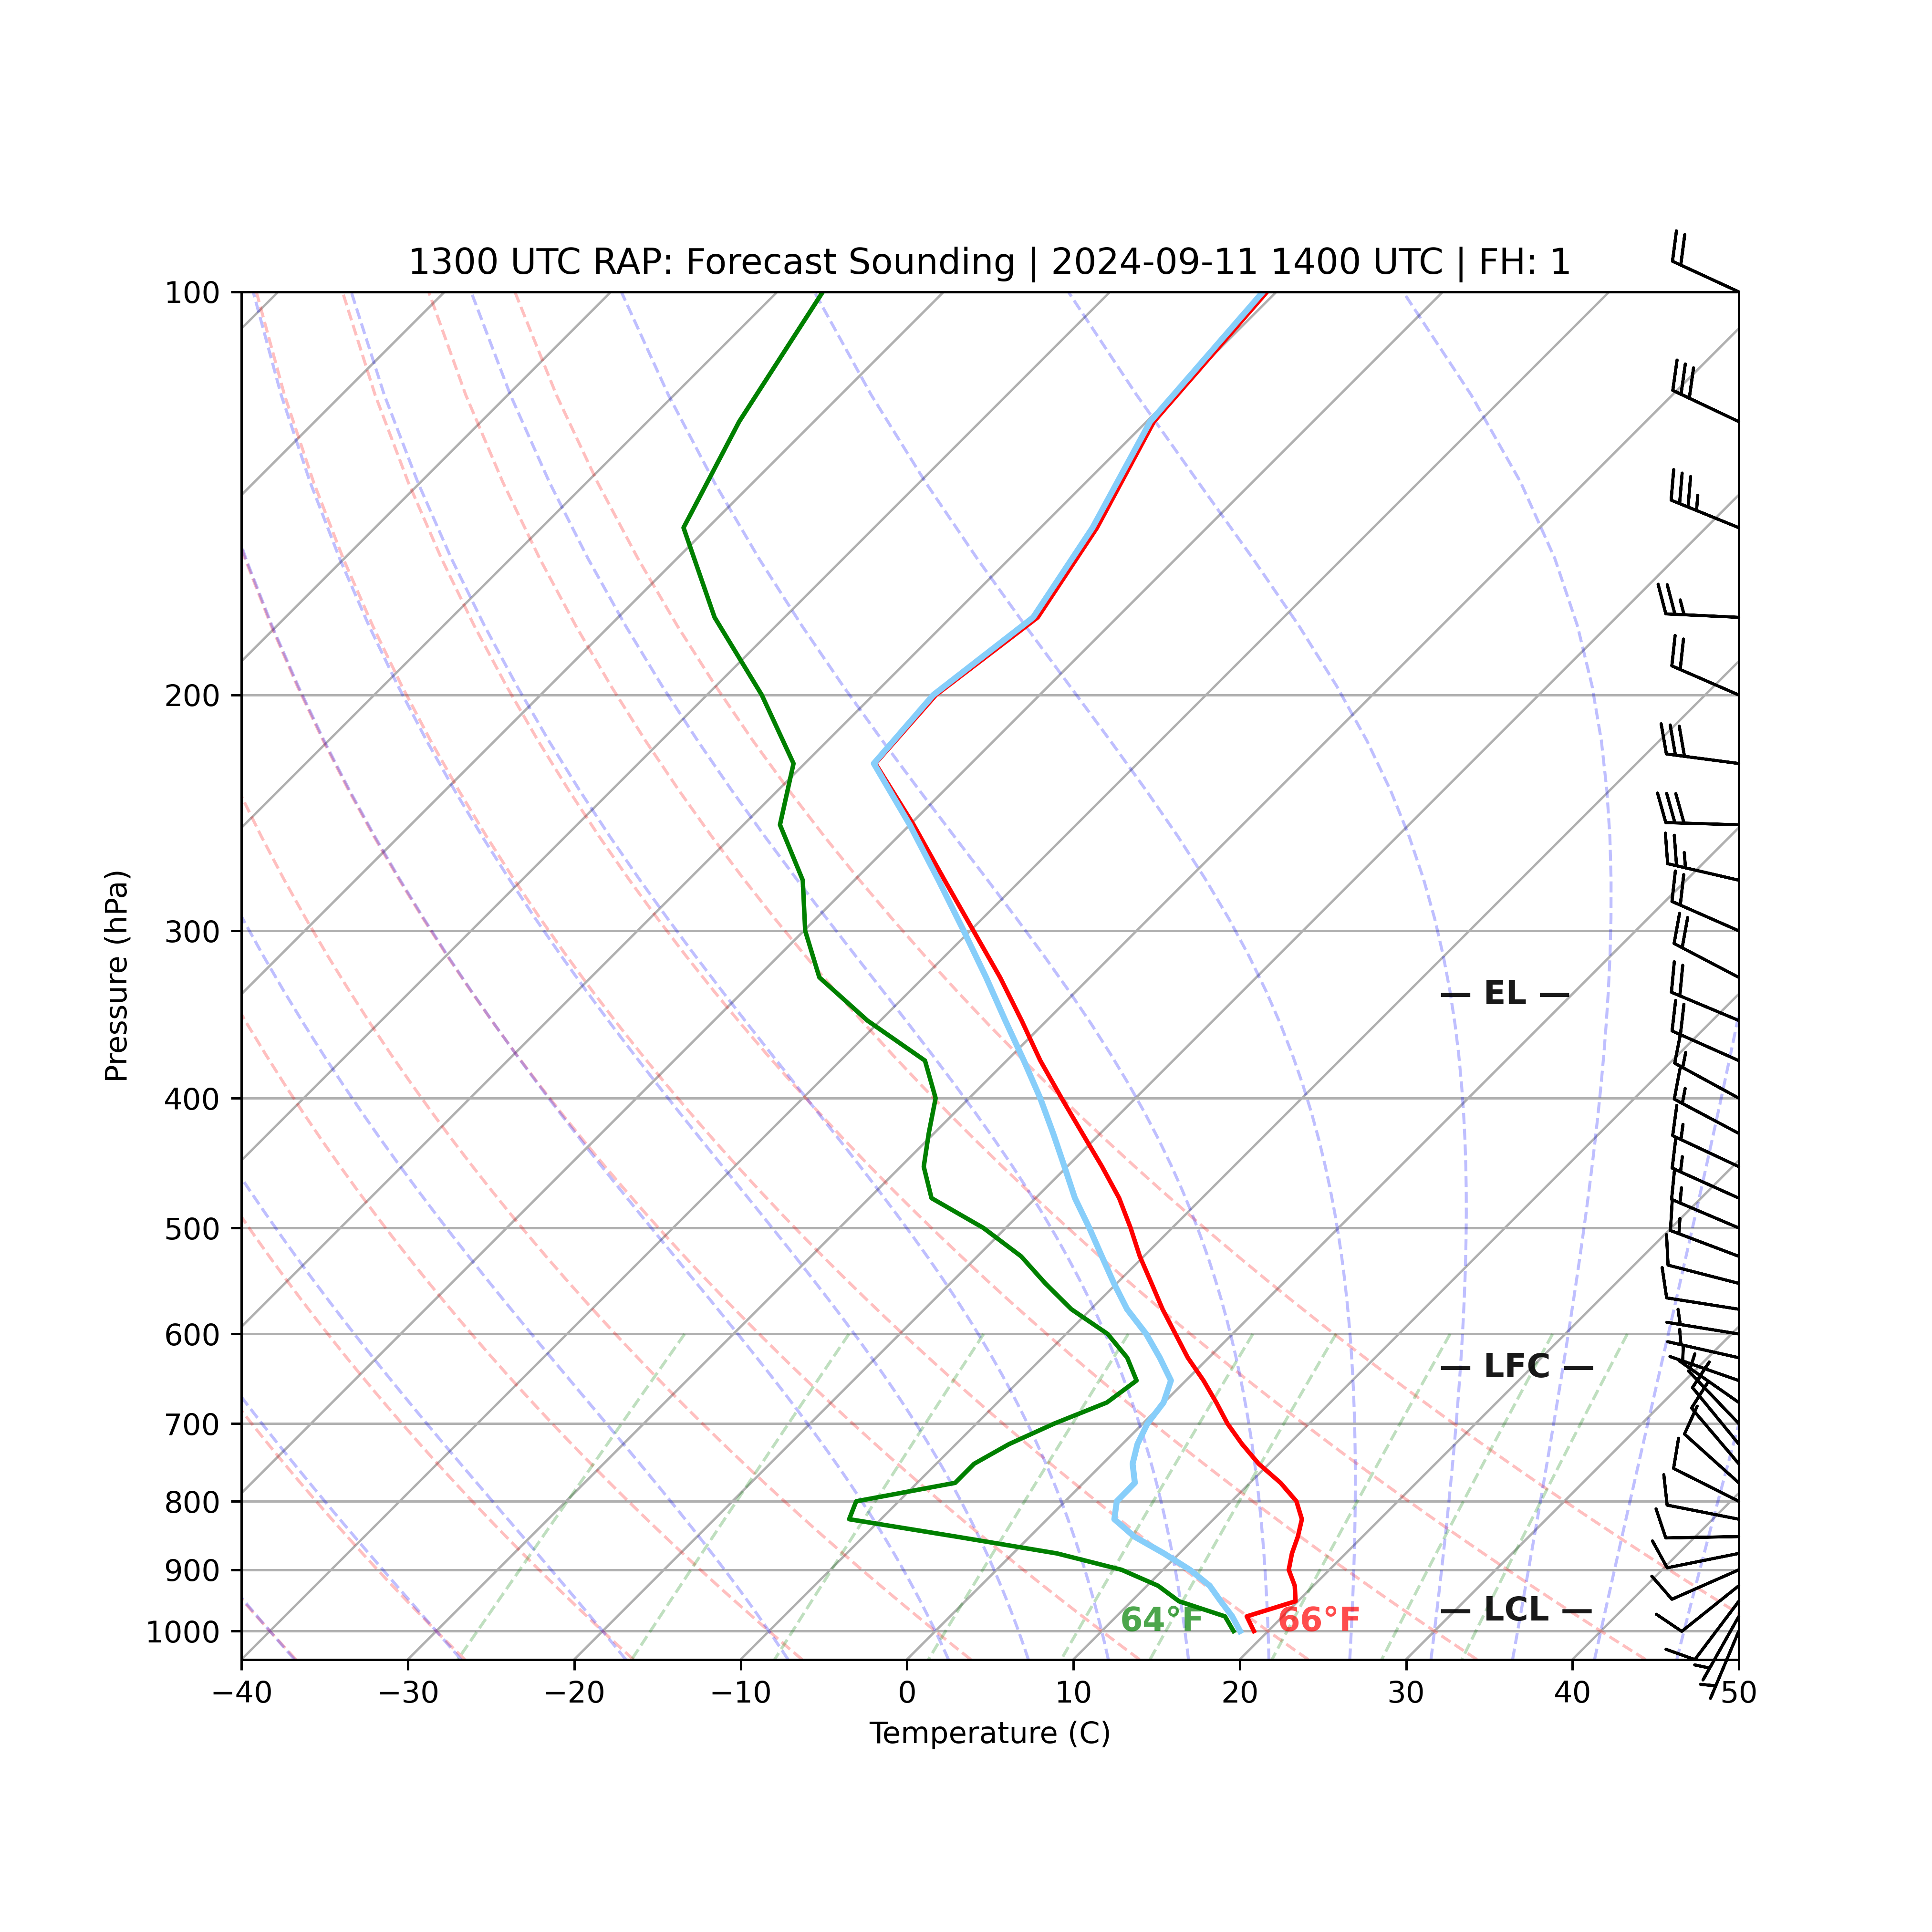 1300 UTC RAP: Forecast Sounding | 2024-09-11 1400 UTC | FH: 1
100
200
300
— EL —
400
500
600
— LFC —
700
800
900
— LCL —
64°F 66°F
1000
−40 −30 −20 −10 0 10 20 30 40 50
Temperature (C)
Pressure (hPa)